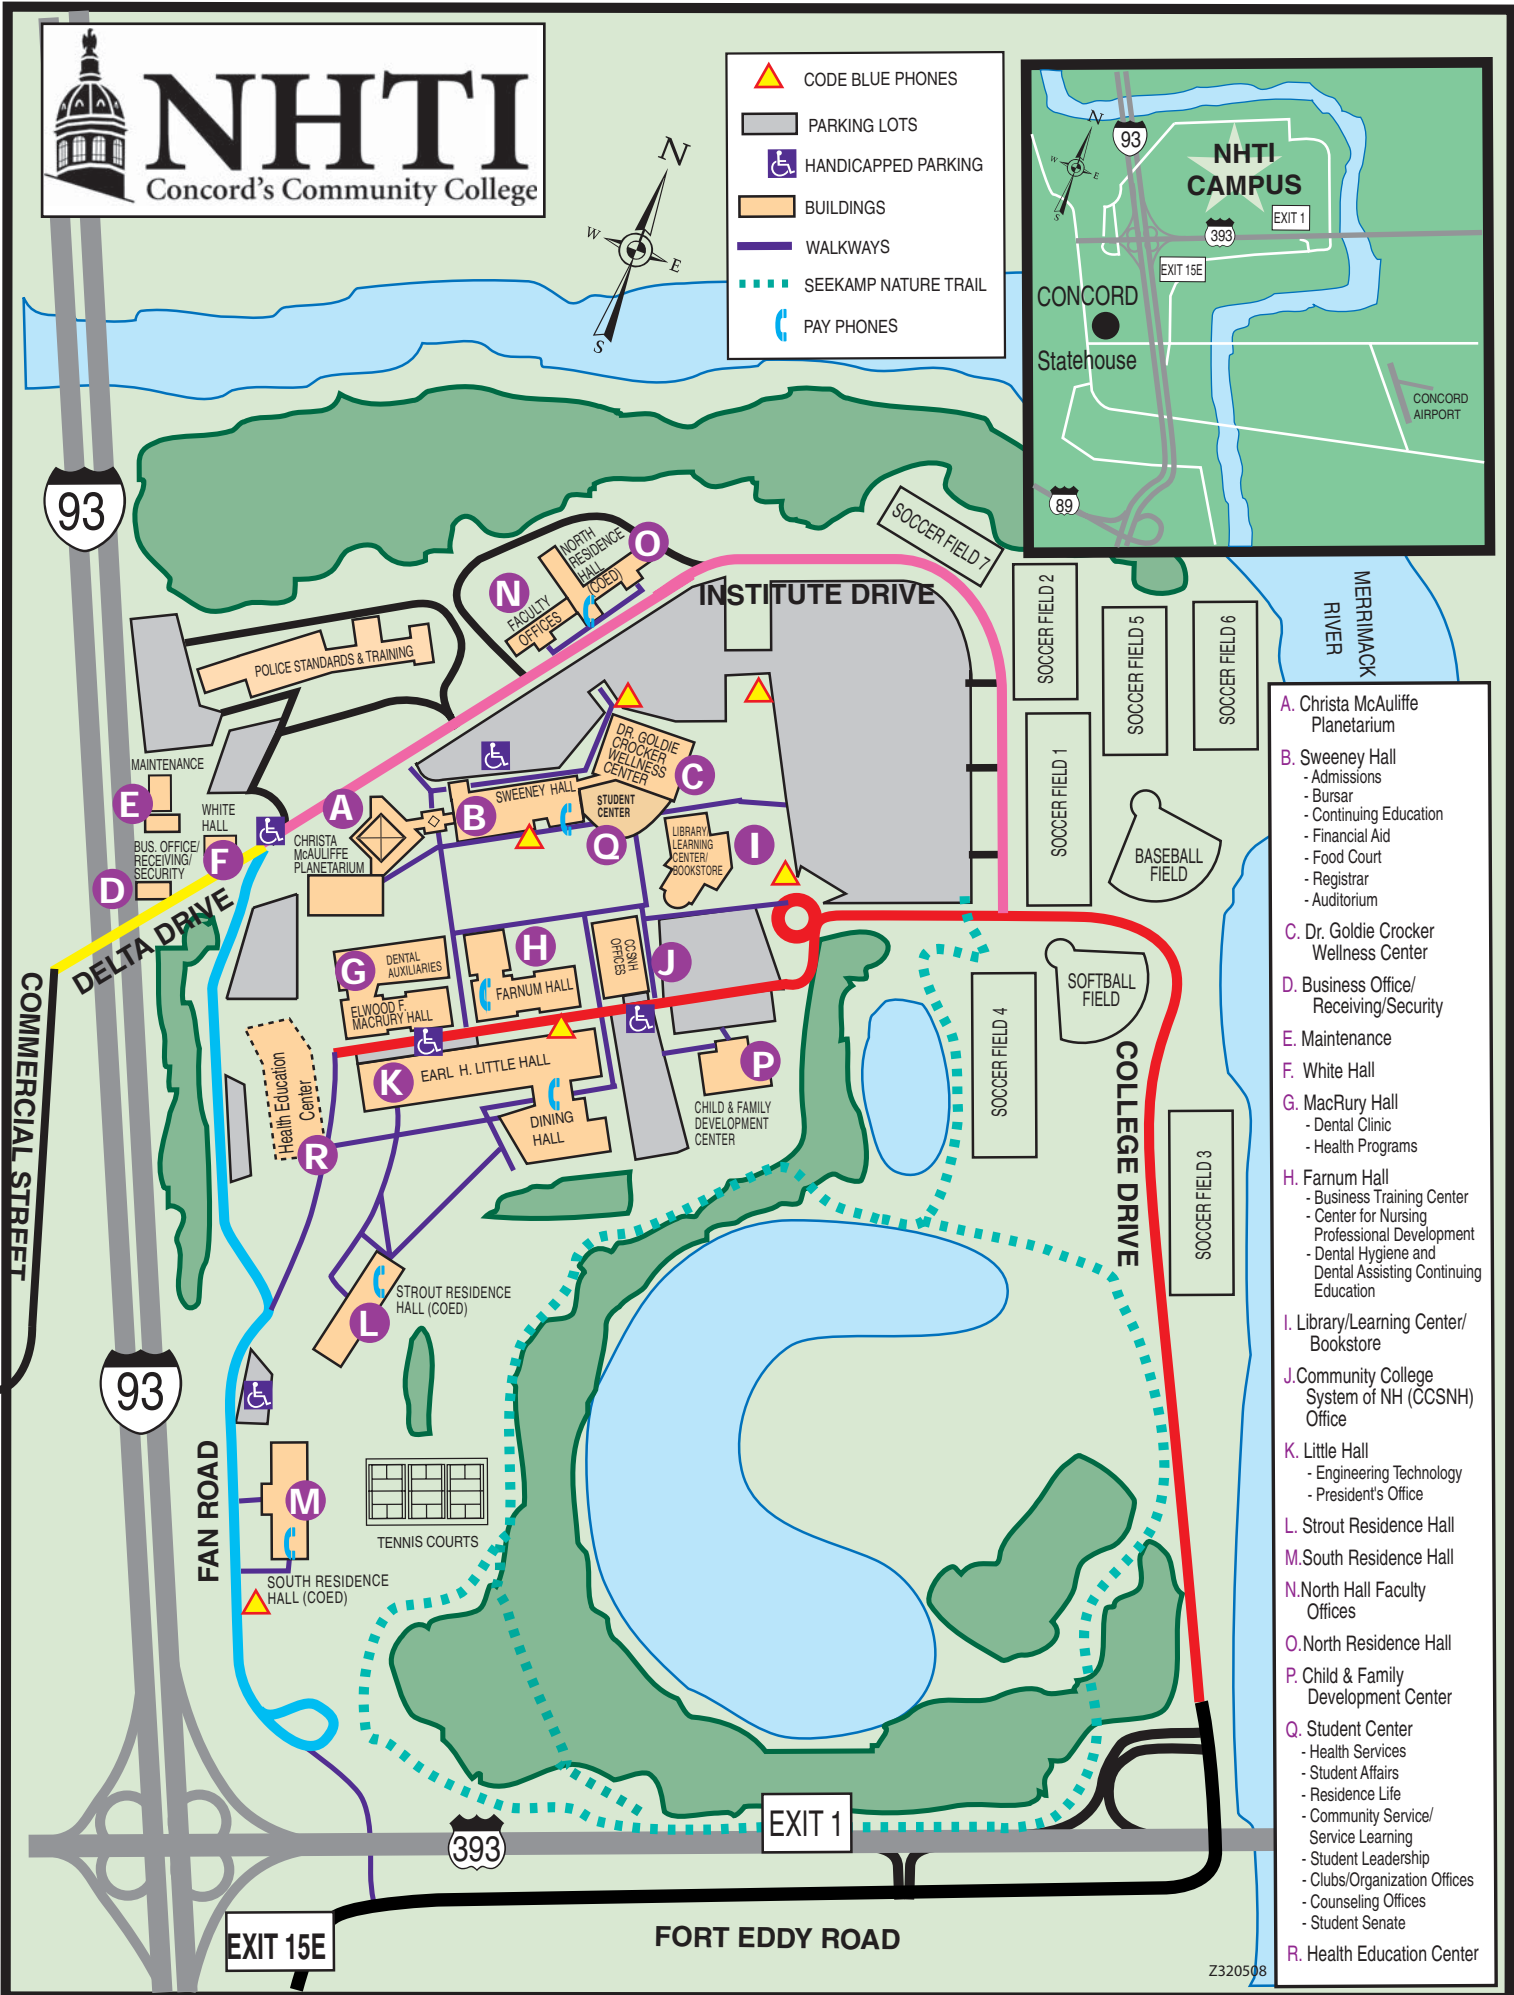 NHTI
Concord's Community College
CODE BLUE PHONES
PARKING LOTS
HANDICAPPED PARKING
BUILDINGS
WALKWAYS
SEEKAMP NATURE TRAIL
PAY PHONES
N
W
E
S
N
W
E
S
93
NHTI
CAMPUS
EXIT 1
393
EXIT 15E
CONCORD
Statehouse
CONCORD
AIRPORT
89
93
SOCCER FIELD 7
NORTH
RESIDENCE
HALL
(COED)
O
N
FACULTY
OFFICES
INSTITUTE DRIVE
SOCCER FIELD 2
SOCCER FIELD 5
SOCCER FIELD 6
MERRIMACK
RIVER
POLICE STANDARDS & TRAINING
MAINTENANCE
E
WHITE
HALL
F
BUS. OFFICE/
RECEIVING/
SECURITY
D
A
CHRISTA
McAULIFFE
PLANETARIUM
B
SWEENEY HALL
DR. GOLDIE
CROCKER
WELLNESS
CENTER
C
STUDENT
CENTER
Q
LIBRARY/
LEARNING
CENTER/
BOOKSTORE
I
SOCCER FIELD 1
BASEBALL
FIELD
DELTA DRIVE
COMMERCIAL STREET
G
DENTAL
AUXILIARIES
ELWOOD F.
MACRURY HALL
H
FARNUM HALL
CCSNH
OFFICES
J
SOCCER FIELD 4
SOFTBALL
FIELD
COLLEGE DRIVE
Health Education
Center
R
K
EARL H. LITTLE HALL
DINING
HALL
P
CHILD & FAMILY
DEVELOPMENT
CENTER
SOCCER FIELD 3
STROUT RESIDENCE
HALL (COED)
L
93
FAN ROAD
M
TENNIS COURTS
SOUTH RESIDENCE
HALL (COED)
393
EXIT 1
EXIT 15E
FORT EDDY ROAD
Z320508
A. Christa McAuliffe
Planetarium
B. Sweeney Hall
- Admissions
- Bursar
- Continuing Education
- Financial Aid
- Food Court
- Registrar
- Auditorium
C. Dr. Goldie Crocker
Wellness Center
D. Business Office/
Receiving/Security
E. Maintenance
F. White Hall
G. MacRury Hall
- Dental Clinic
- Health Programs
H. Farnum Hall
- Business Training Center
- Center for Nursing
Professional Development
- Dental Hygiene and
Dental Assisting Continuing
Education
I. Library/Learning Center/
Bookstore
J.Community College
System of NH (CCSNH)
Office
K. Little Hall
- Engineering Technology
- President's Office
L. Strout Residence Hall
M.South Residence Hall
N.North Hall Faculty
Offices
O.North Residence Hall
P. Child & Family
Development Center
Q. Student Center
- Health Services
- Student Affairs
- Residence Life
- Community Service/
Service Learning
- Student Leadership
- Clubs/Organization Offices
- Counseling Offices
- Student Senate
R. Health Education Center